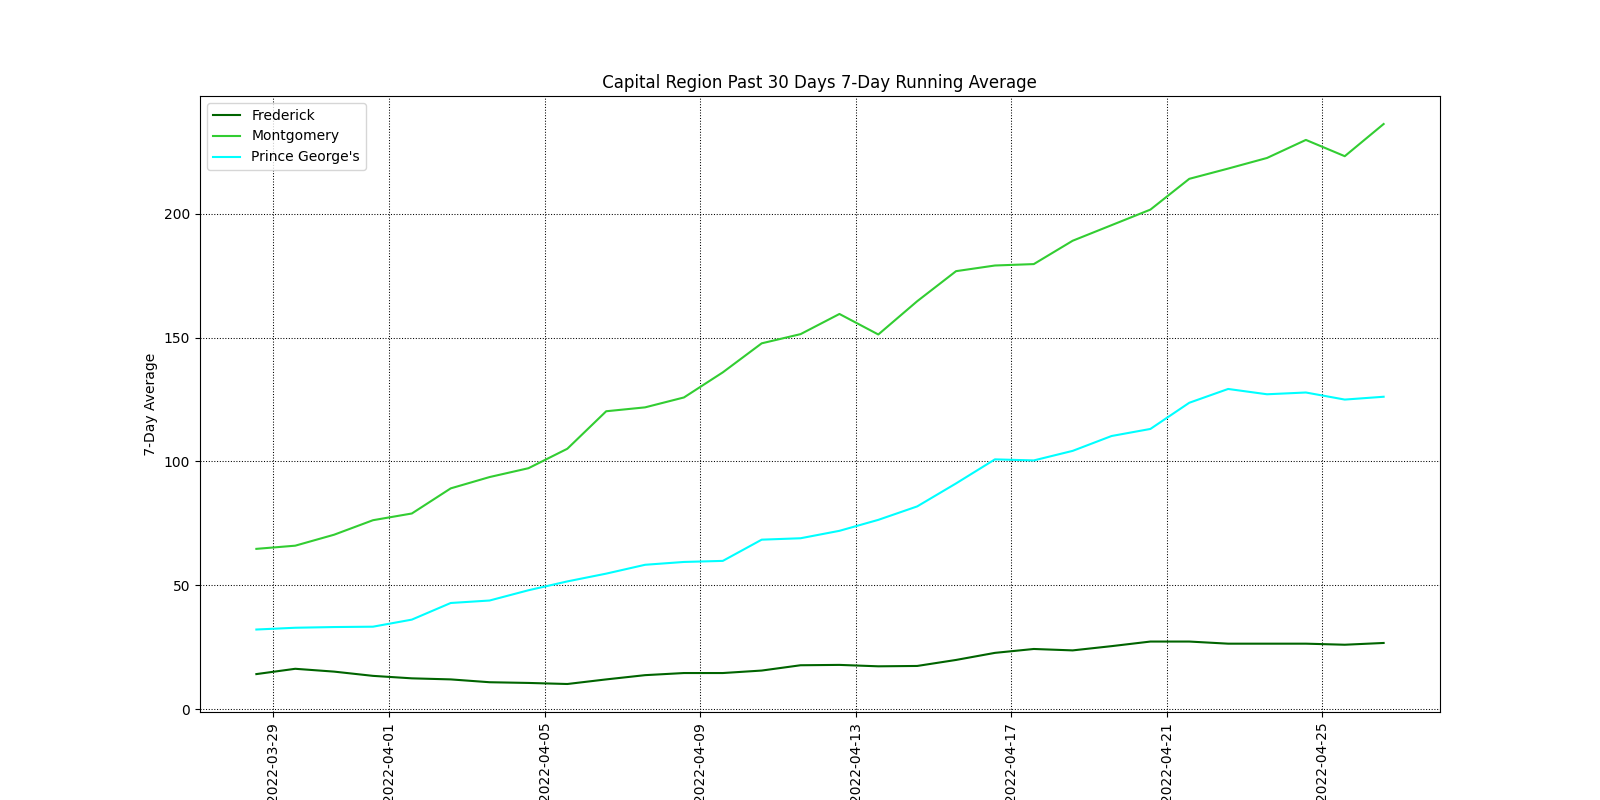 Capital Region Past 30 Days 7-Day Running Average
Frederick
Montgomery
Prince George's
7-Day Average
200
150
100
50
0
2022-03-29
2022-04-01
2022-04-05
2022-04-09
2022-04-13
2022-04-17
2022-04-21
2022-04-25